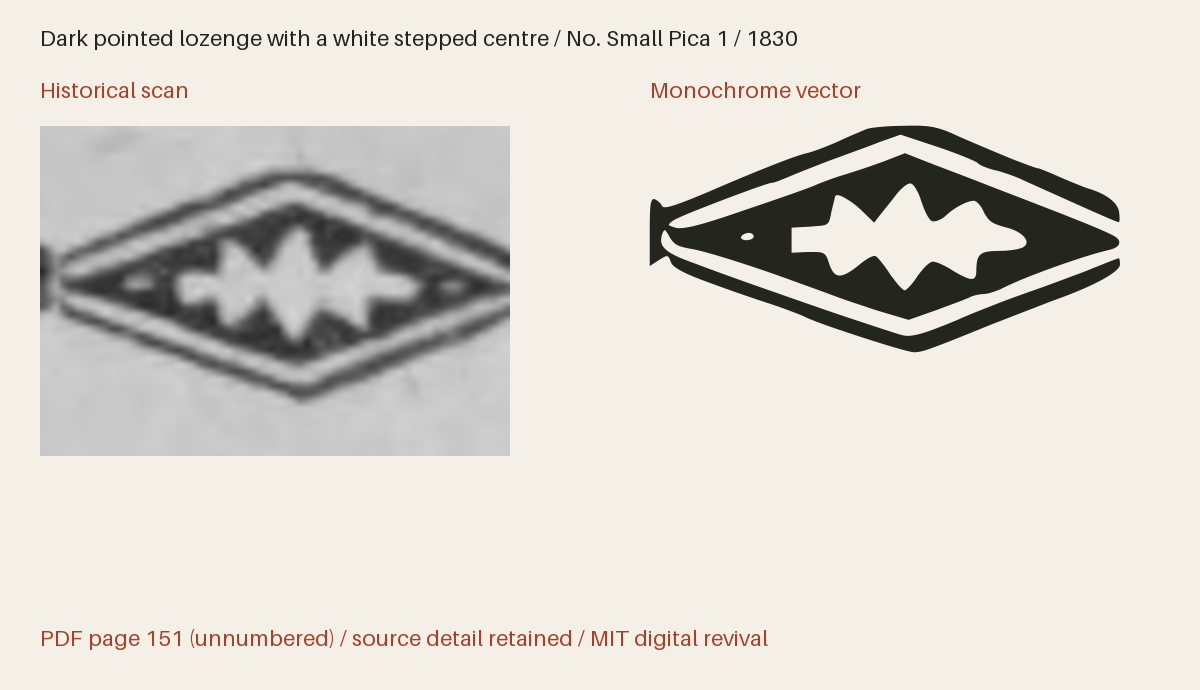 Dark pointed lozenge with a white stepped centre / No. Small Pica 1 / 1830
Historical scan
Monochrome vector
PDF page 151 (unnumbered) / source detail retained / MIT digital revival